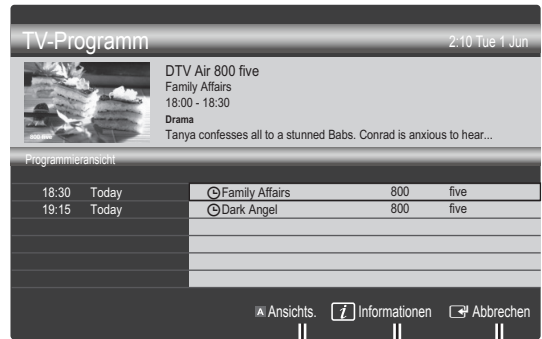 TV-Programm 2:10 Tue 1 Jun
DTV Air 800 five
Family Affairs
18:00 - 18:30
Drama
Tanya confesses all to a stunned Babs. Conrad is anxious to hear...
800 five
Programmieransicht
18:30 Today Family Affairs 800 five
19:15 Today Dark Angel 800 five
A Ansichts. i Informationen Abbrechen